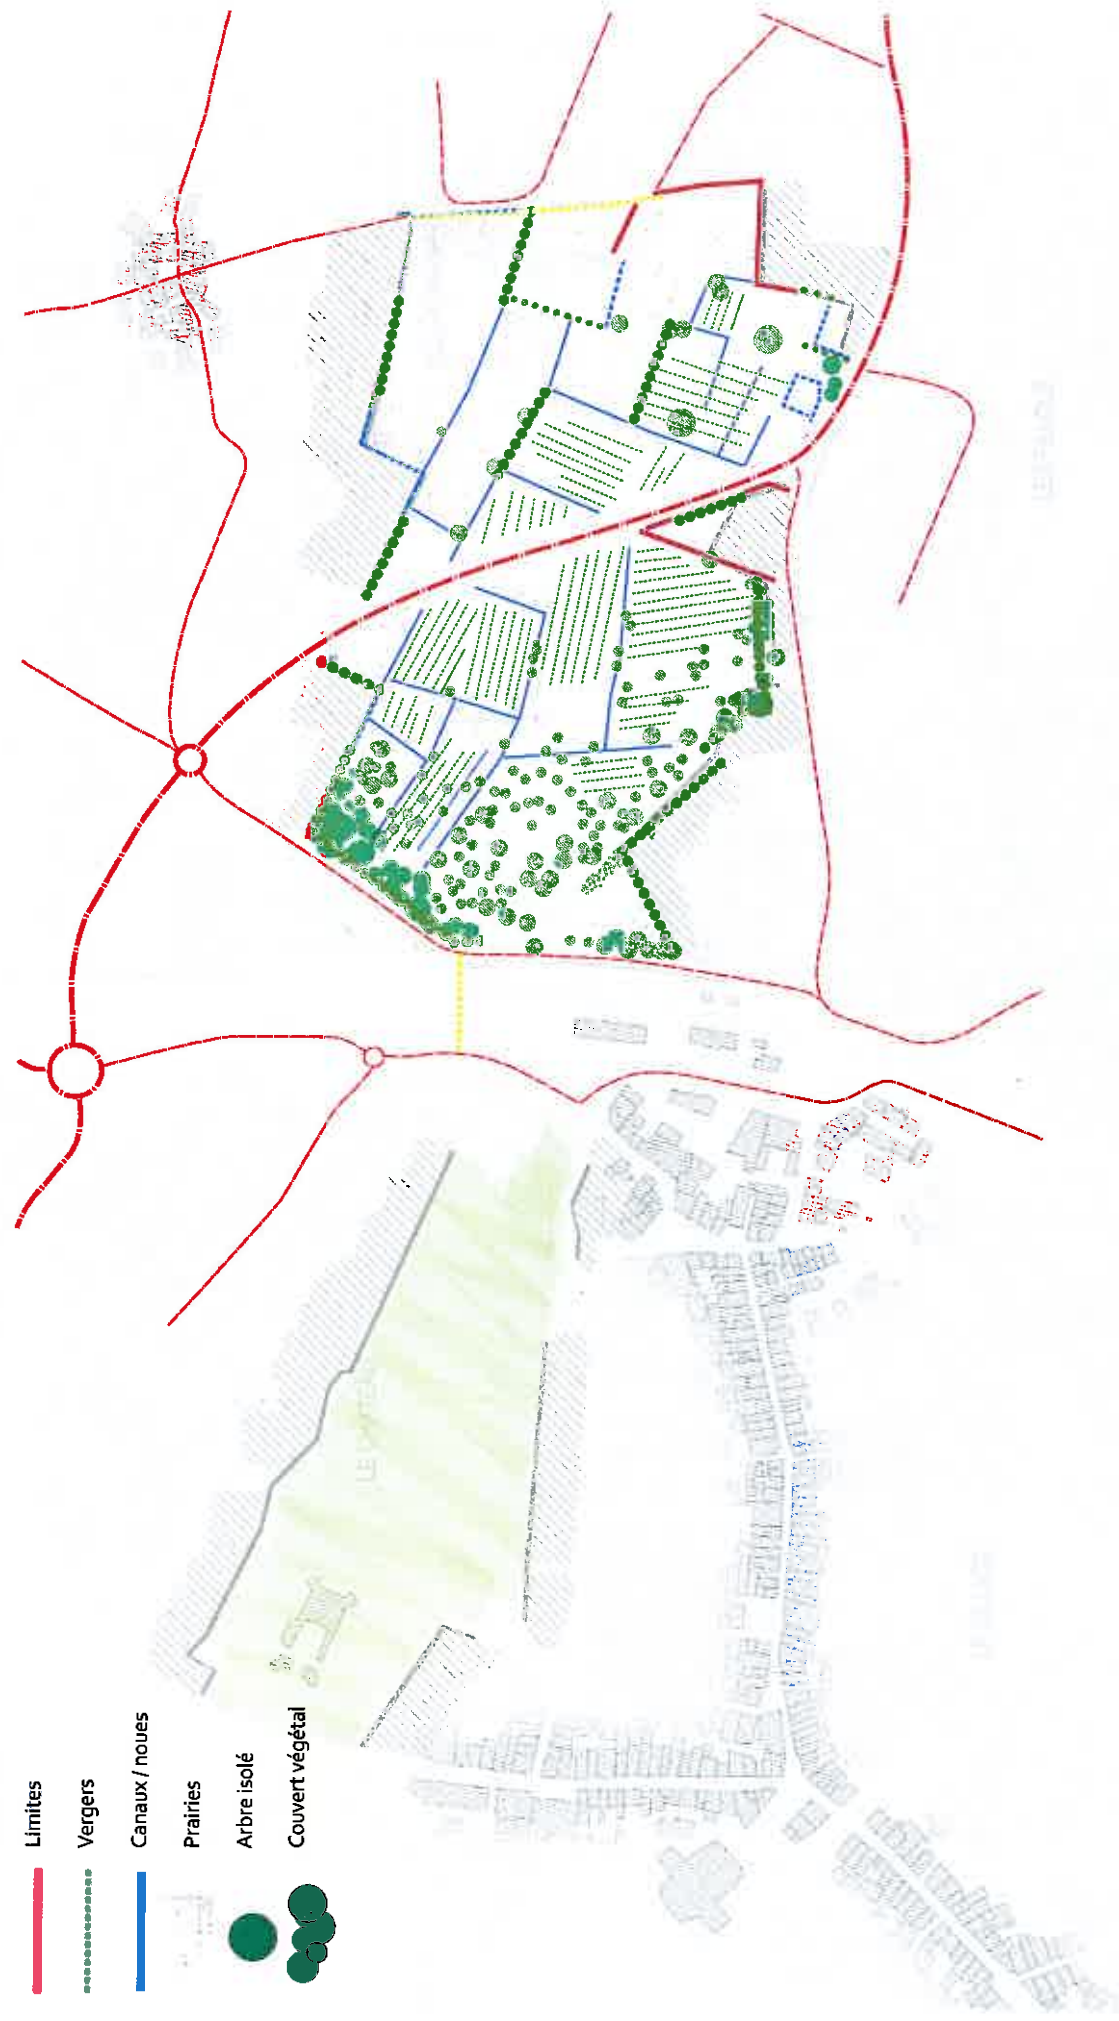 Limites
Vergers
Canaux / noues
Prairies
Arbre isolé
Couvert végétal